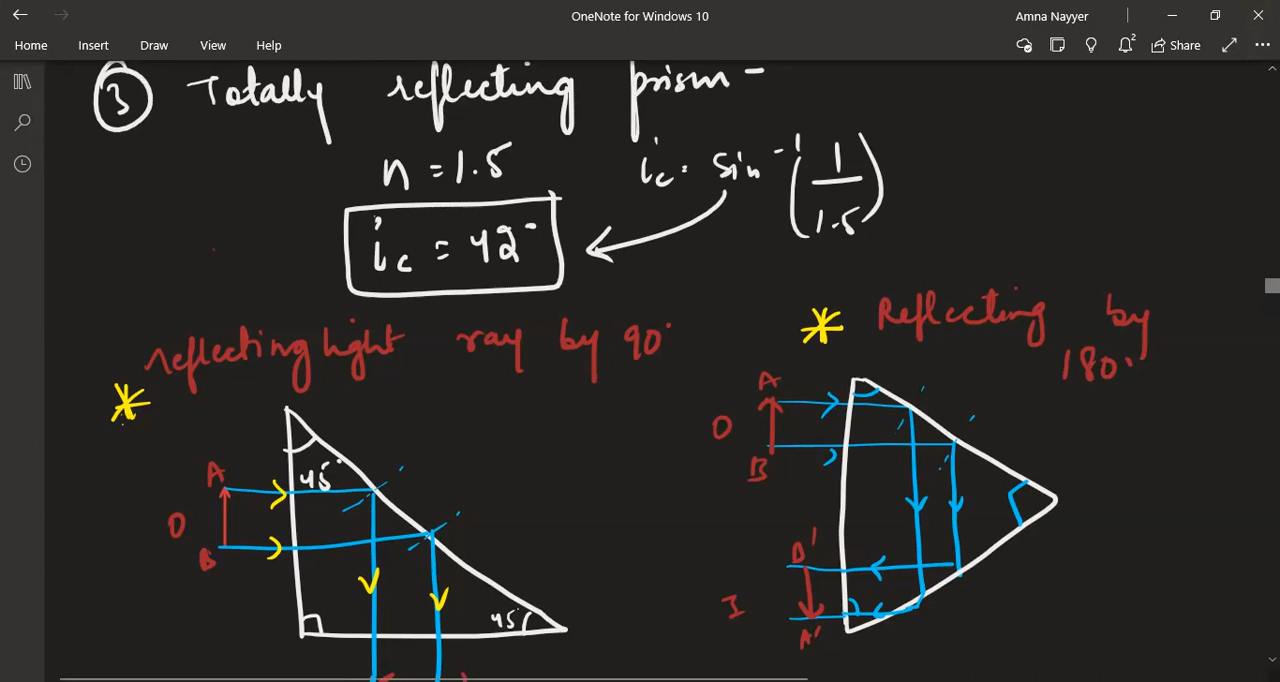 OneNote for Windows 10
Amna Nayyer
Home Insert Draw View Help
2
Share
3 Totally reflecting prism -
n = 1.5
ic = sin⁻¹ (1/1.5)
ic = 42°
reflecting light ray by 90°
Reflecting by
180°
A
O
B
45°
45°
A
O
B
B'
I
A'